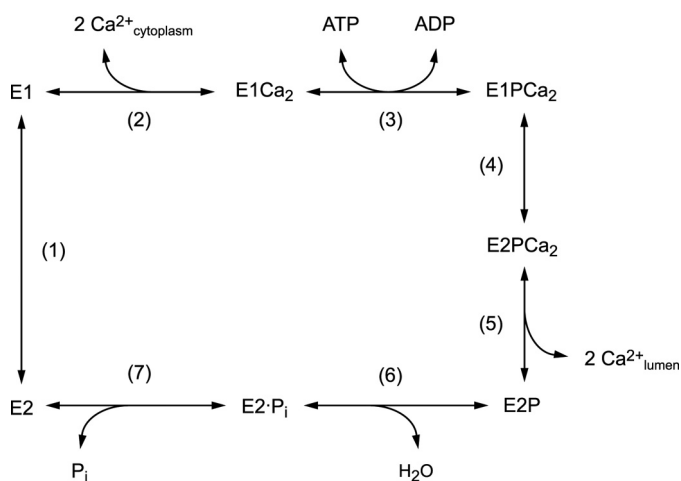 2 Ca²⁺cytoplasm ATP ADP
E1 E1Ca₂ E1PCa₂
(2) (3)
(4)
(1) E2PCa₂
(5)
2 Ca²⁺lumen
(7) (6)
E2 E2·Pᵢ E2P
Pᵢ H₂O